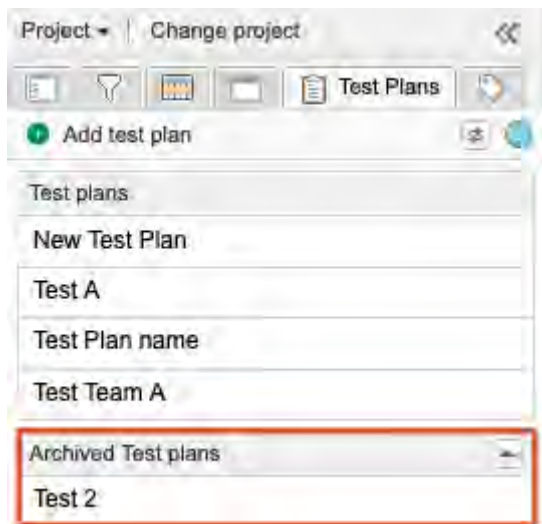 Project Change project
Test Plans
Add test plan
Test plans
New Test Plan
Test A
Test Plan name
Test Team A
Archived Test plans
Test 2